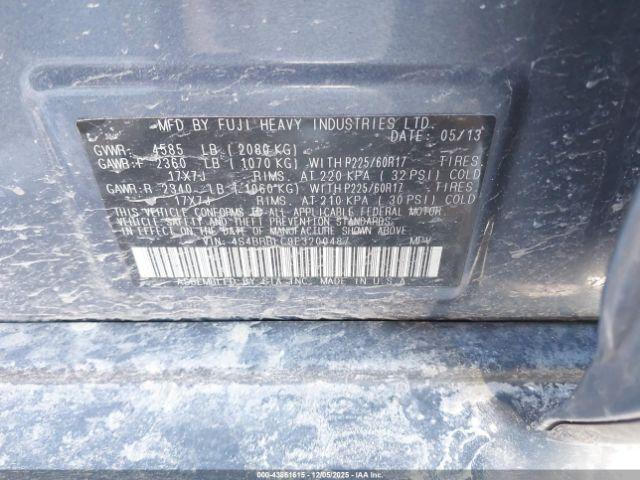 MFD BY FUJI HEAVY INDUSTRIES LTD.
DATE: 05/13
GVWR: 4585 LB (2080 KG)
GAWR:F 2360 LB (1070 KG) WITH P225/60R17 TIRES
17X7J RIMS. AT 220 KPA (32 PSI) COLD
GAWR:R 2340 LB (1060 KG) WITH P225/60R17 TIRES
17X7J RIMS. AT 210 KPA (30 PSI) COLD
THIS VEHICLE CONFORMS TO ALL APPLICABLE FEDERAL MOTOR
VEHICLE SAFETY AND THEFT PREVENTION STANDARDS
IN EFFECT ON THE DATE OF MANUFACTURE SHOWN ABOVE.
VIN: MPV
ASSEMBLED BY SIA INC. MADE IN U.S.A
000-43861615 - 12/05/2025 - IAAI.COM